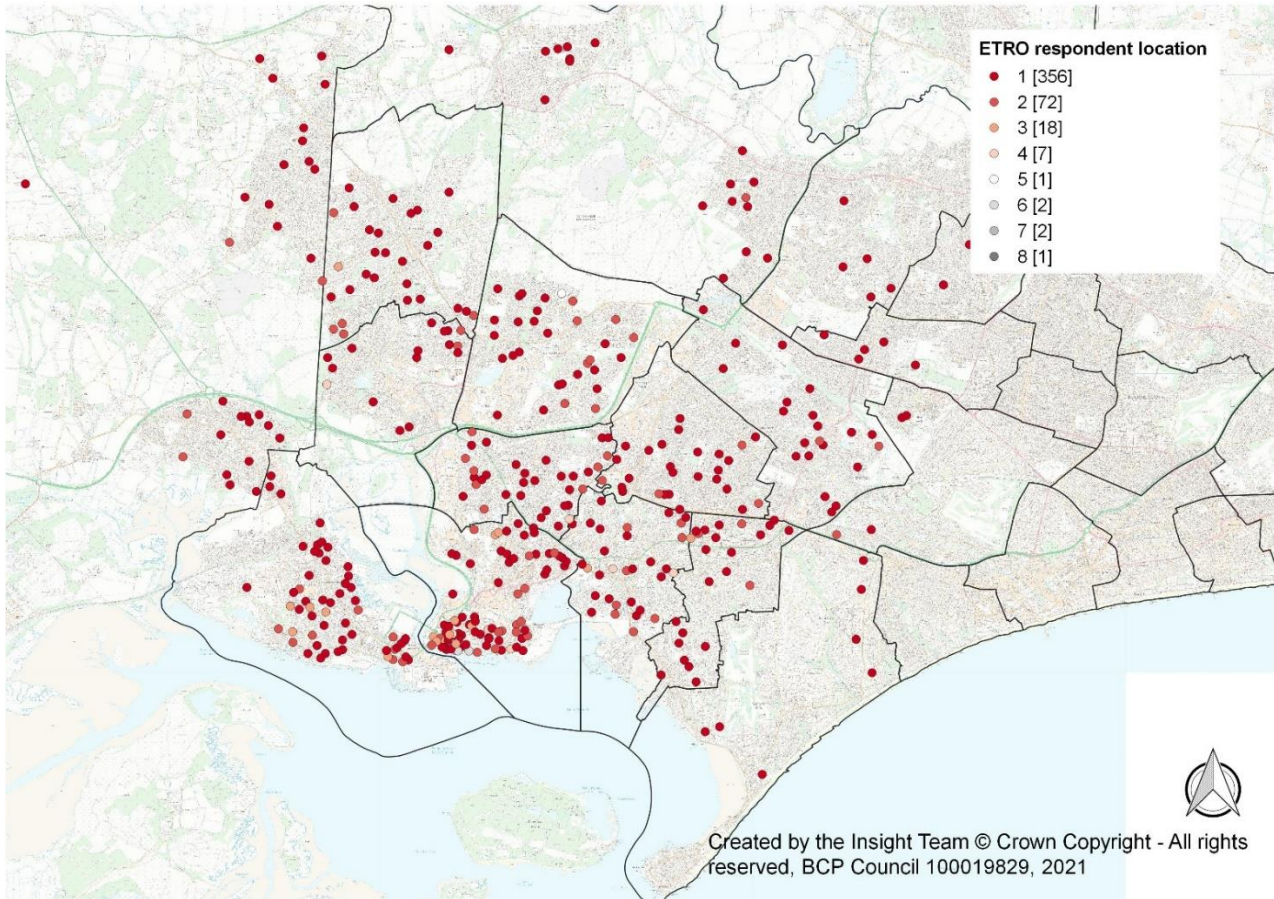 ETRO respondent location
1 [356]
2 [72]
3 [18]
4 [7]
5 [1]
6 [2]
7 [2]
8 [1]
Created by the Insight Team © Crown Copyright - All rights
reserved, BCP Council 100019829, 2021